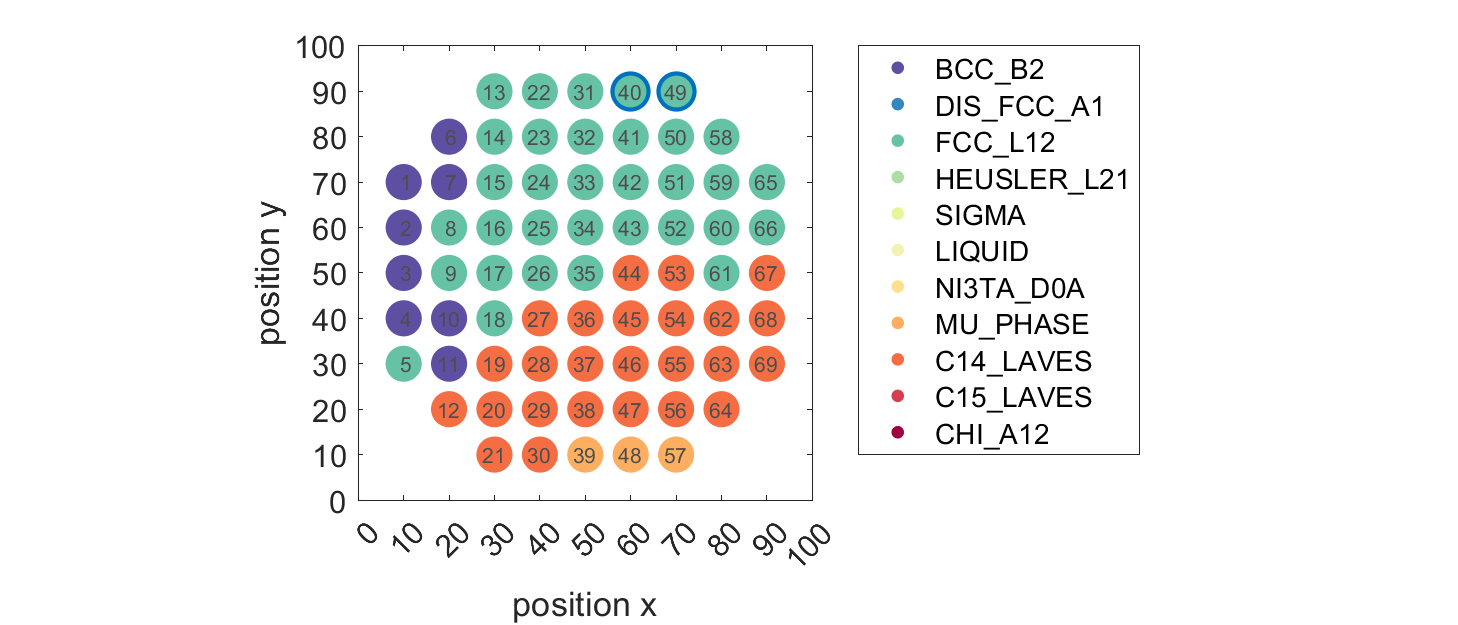 100
90 13 22 31 40 49
80 6 14 23 32 41 50 58
70 1 7 15 24 33 42 51 59 65
60 2 8 16 25 34 43 52 60 66
50 3 9 17 26 35 44 53 61 67
40 4 10 18 27 36 45 54 62 68
30 5 11 19 28 37 46 55 63 69
20 12 20 29 38 47 56 64
10 21 30 39 48 57
0
0 10 20 30 40 50 60 70 80 90 100
position x
position y
BCC_B2
DIS_FCC_A1
FCC_L12
HEUSLER_L21
SIGMA
LIQUID
NI3TA_D0A
MU_PHASE
C14_LAVES
C15_LAVES
CHI_A12